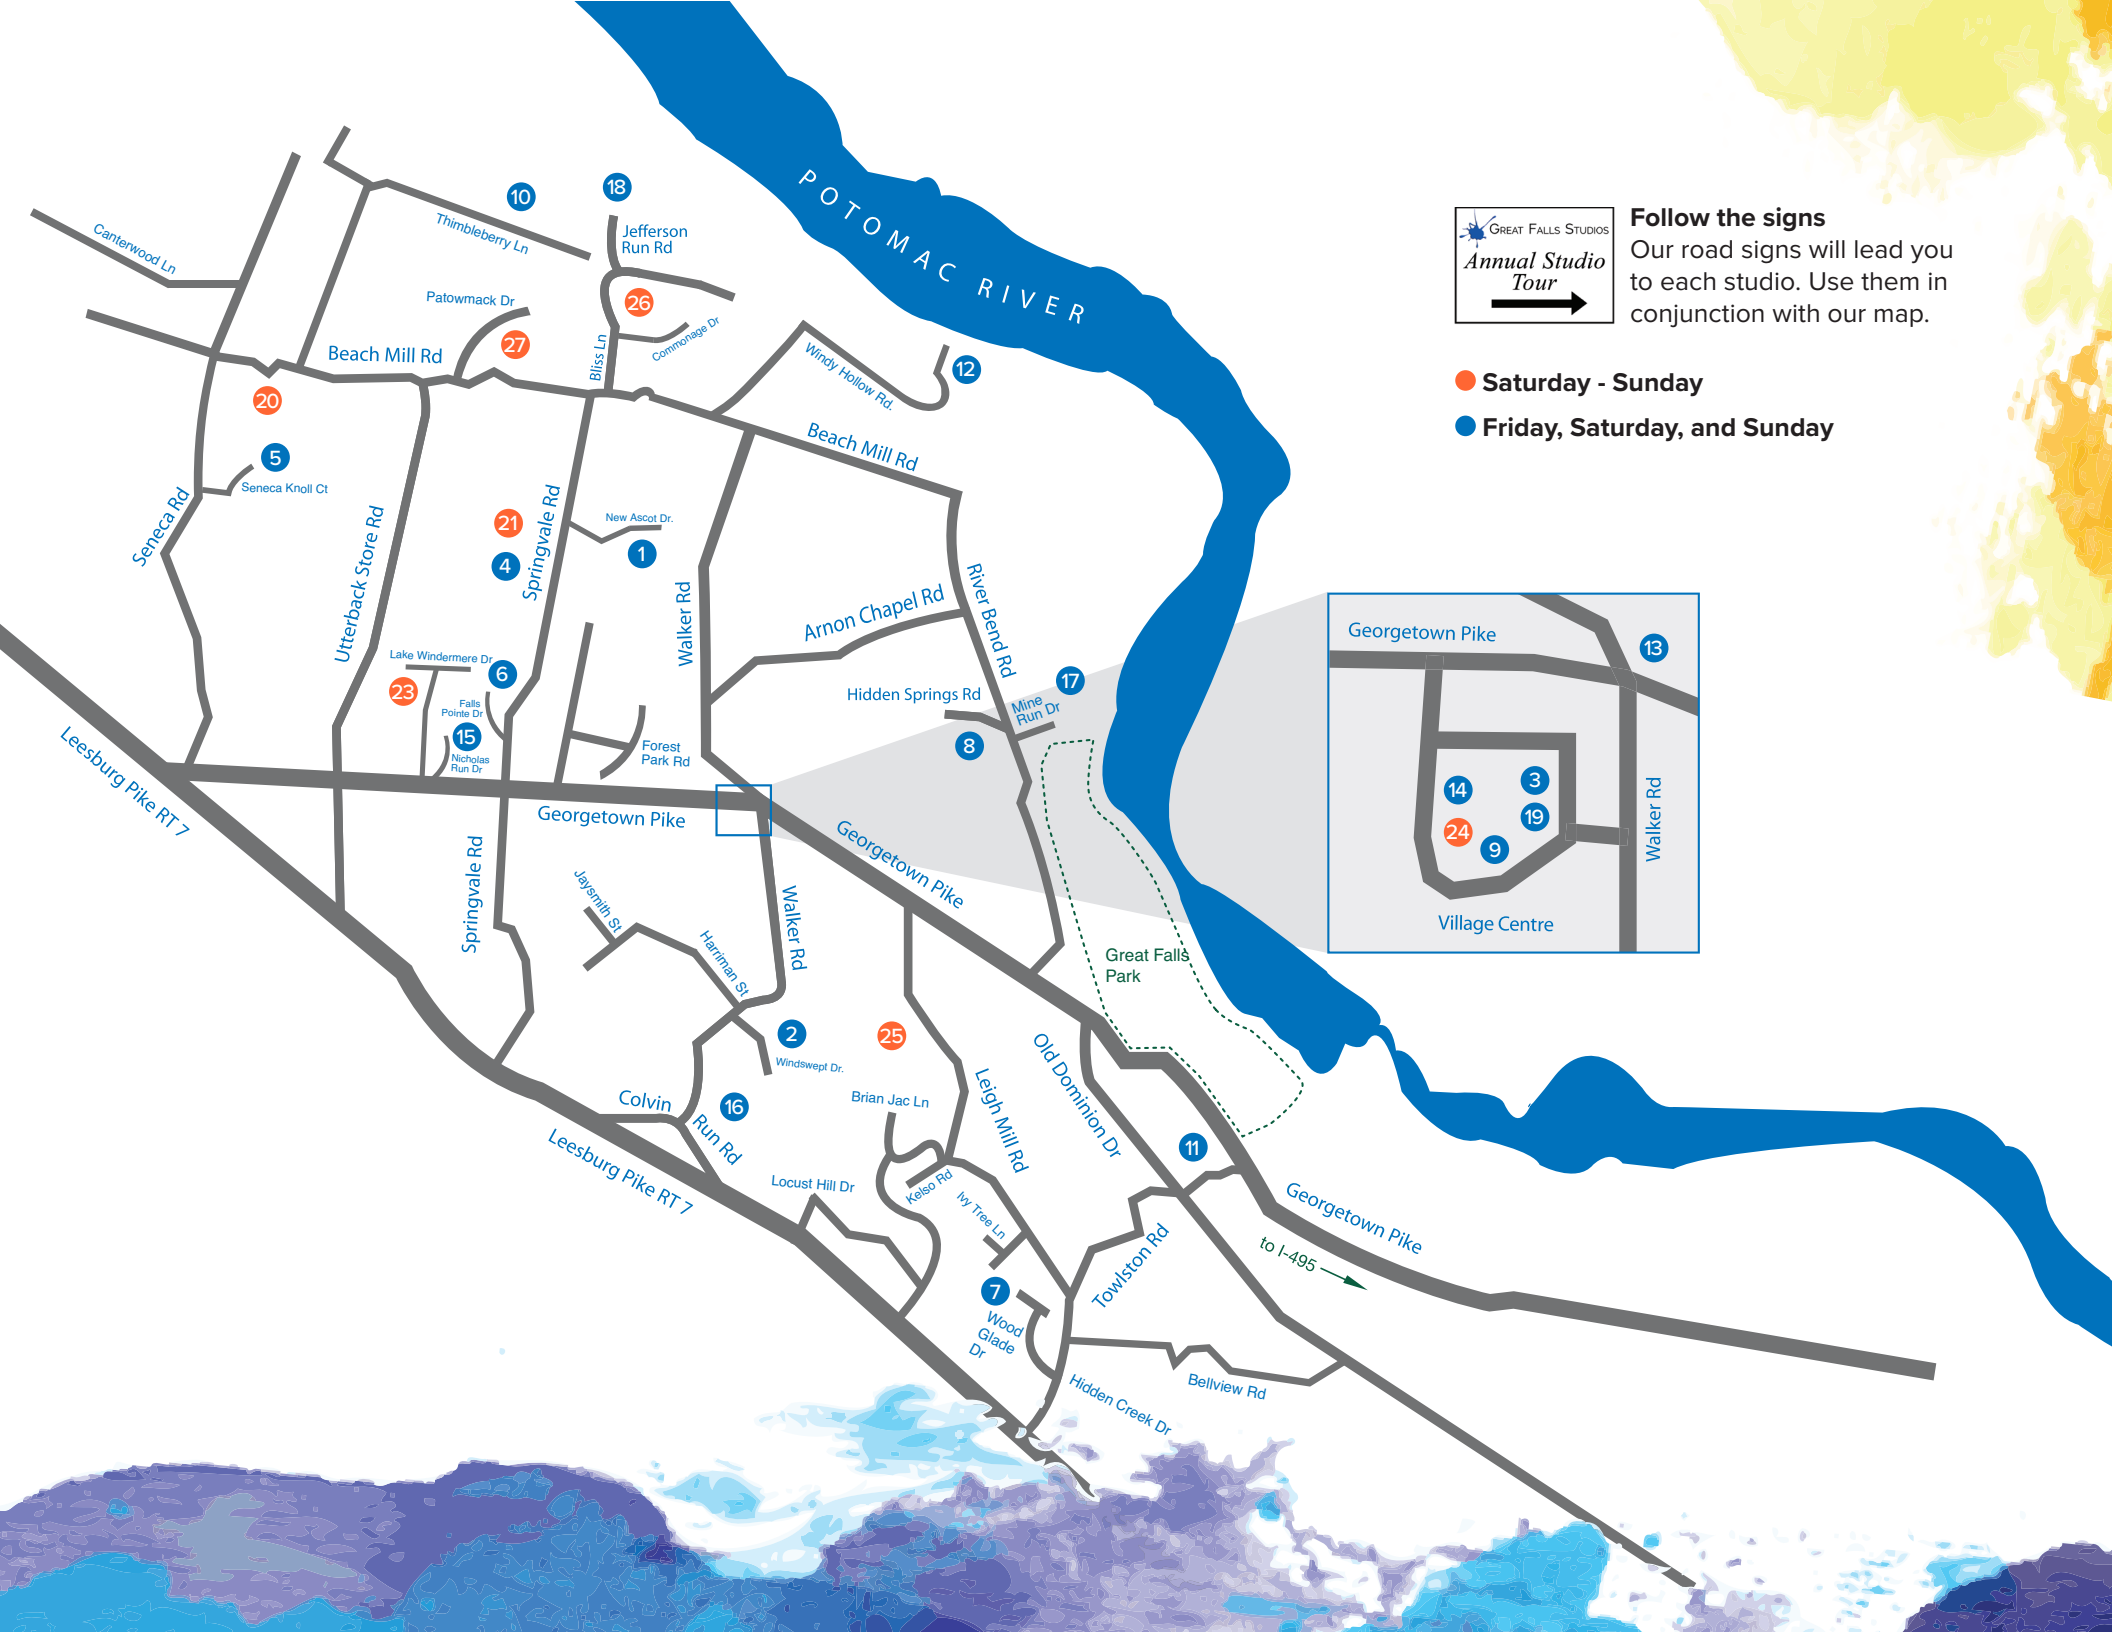 POTOMAC RIVER
GREAT FALLS STUDIOS
Annual Studio
Tour
Follow the signs
Our road signs will lead you
to each studio. Use them in
conjunction with our map.
Saturday - Sunday
Friday, Saturday, and Sunday
10
18
Thimbleberry Ln
Jefferson
Run Rd
Canterwood Ln
Patowmack Dr
26
27
Commonage Dr
Bliss Ln
Beach Mill Rd
Windy Hollow Rd.
12
20
5
Seneca Knoll Ct
Beach Mill Rd
Seneca Rd
Utterback Store Rd
21
4
Springvale Rd
New Ascot Dr.
1
Walker Rd
Arnon Chapel Rd
River Bend Rd
Lake Windermere Dr
6
23
Falls
Pointe Dr
15
Nicholas
Run Dr
Forest
Park Rd
Hidden Springs Rd
Mine
Run Dr
17
8
Georgetown Pike
13
14
3
19
24
9
Walker Rd
Village Centre
Leesburg Pike RT 7
Georgetown Pike
Georgetown Pike
Springvale Rd
Jaysmith St
Harriman St
Walker Rd
Great Falls
Park
2
Windswept Dr.
25
16
Brian Jac Ln
Leigh Mill Rd
Old Dominion Dr
Colvin
Run Rd
Leesburg Pike RT 7
11
Locust Hill Dr
Kelso Rd
Ivy Tree Ln
Georgetown Pike
to I-495
Towlston Rd
7
Wood
Glade
Dr
Bellview Rd
Hidden Creek Dr